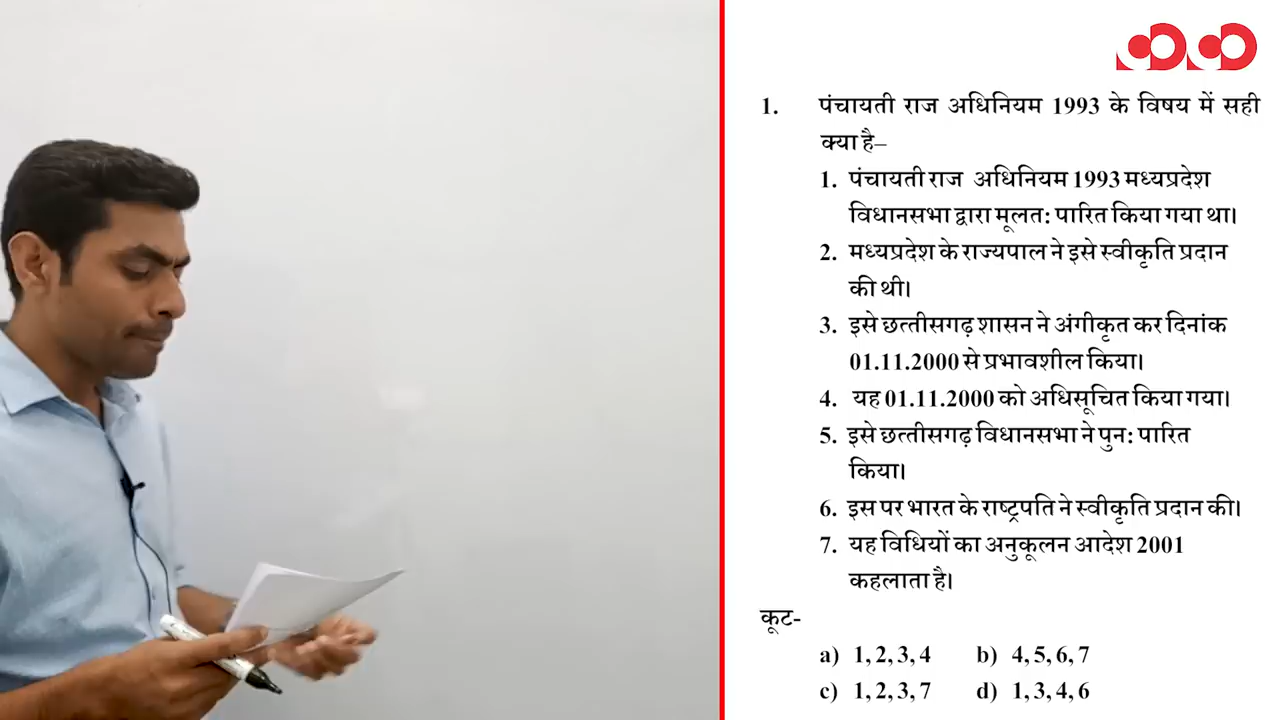 1. पंचायती राज अधिनियम 1993 के विषय में सही
क्या है–
1. पंचायती राज अधिनियम 1993 मध्यप्रदेश
विधानसभा द्वारा मूलत: पारित किया गया था।
2. मध्यप्रदेश के राज्यपाल ने इसे स्वीकृति प्रदान
की थी।
3. इसे छत्तीसगढ़ शासन ने अंगीकृत कर दिनांक
01.11.2000 से प्रभावशील किया।
4. यह 01.11.2000 को अधिसूचित किया गया।
5. इसे छत्तीसगढ़ विधानसभा ने पुन: पारित
किया।
6. इस पर भारत के राष्ट्रपति ने स्वीकृति प्रदान की।
7. यह विधियों का अनुकूलन आदेश 2001
कहलाता है।
कूट-
a) 1, 2, 3, 4 b) 4, 5, 6, 7
c) 1, 2, 3, 7 d) 1, 3, 4, 6